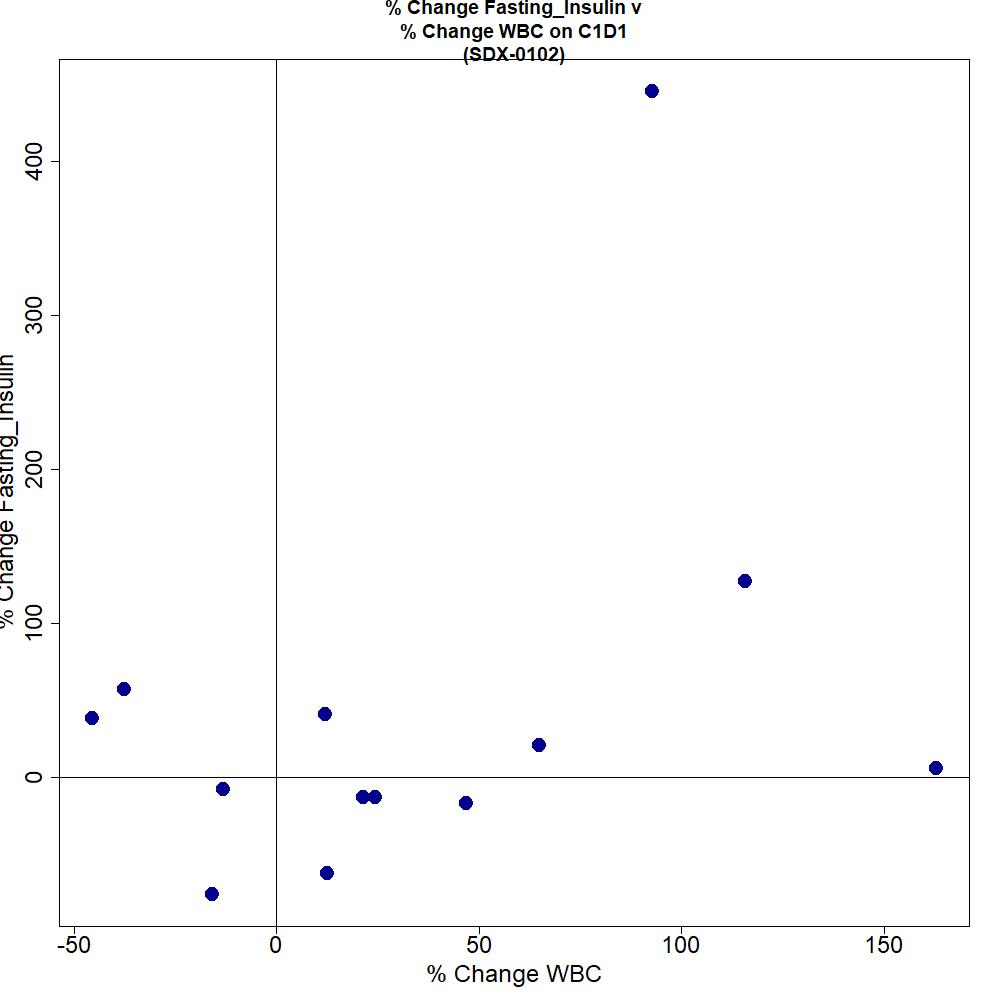 % Change Fasting_Insulin v
% Change WBC on C1D1
(SDX-0102)
400
300
200
100
0
% Change Fasting_Insulin
-50
0
50
100
150
% Change WBC